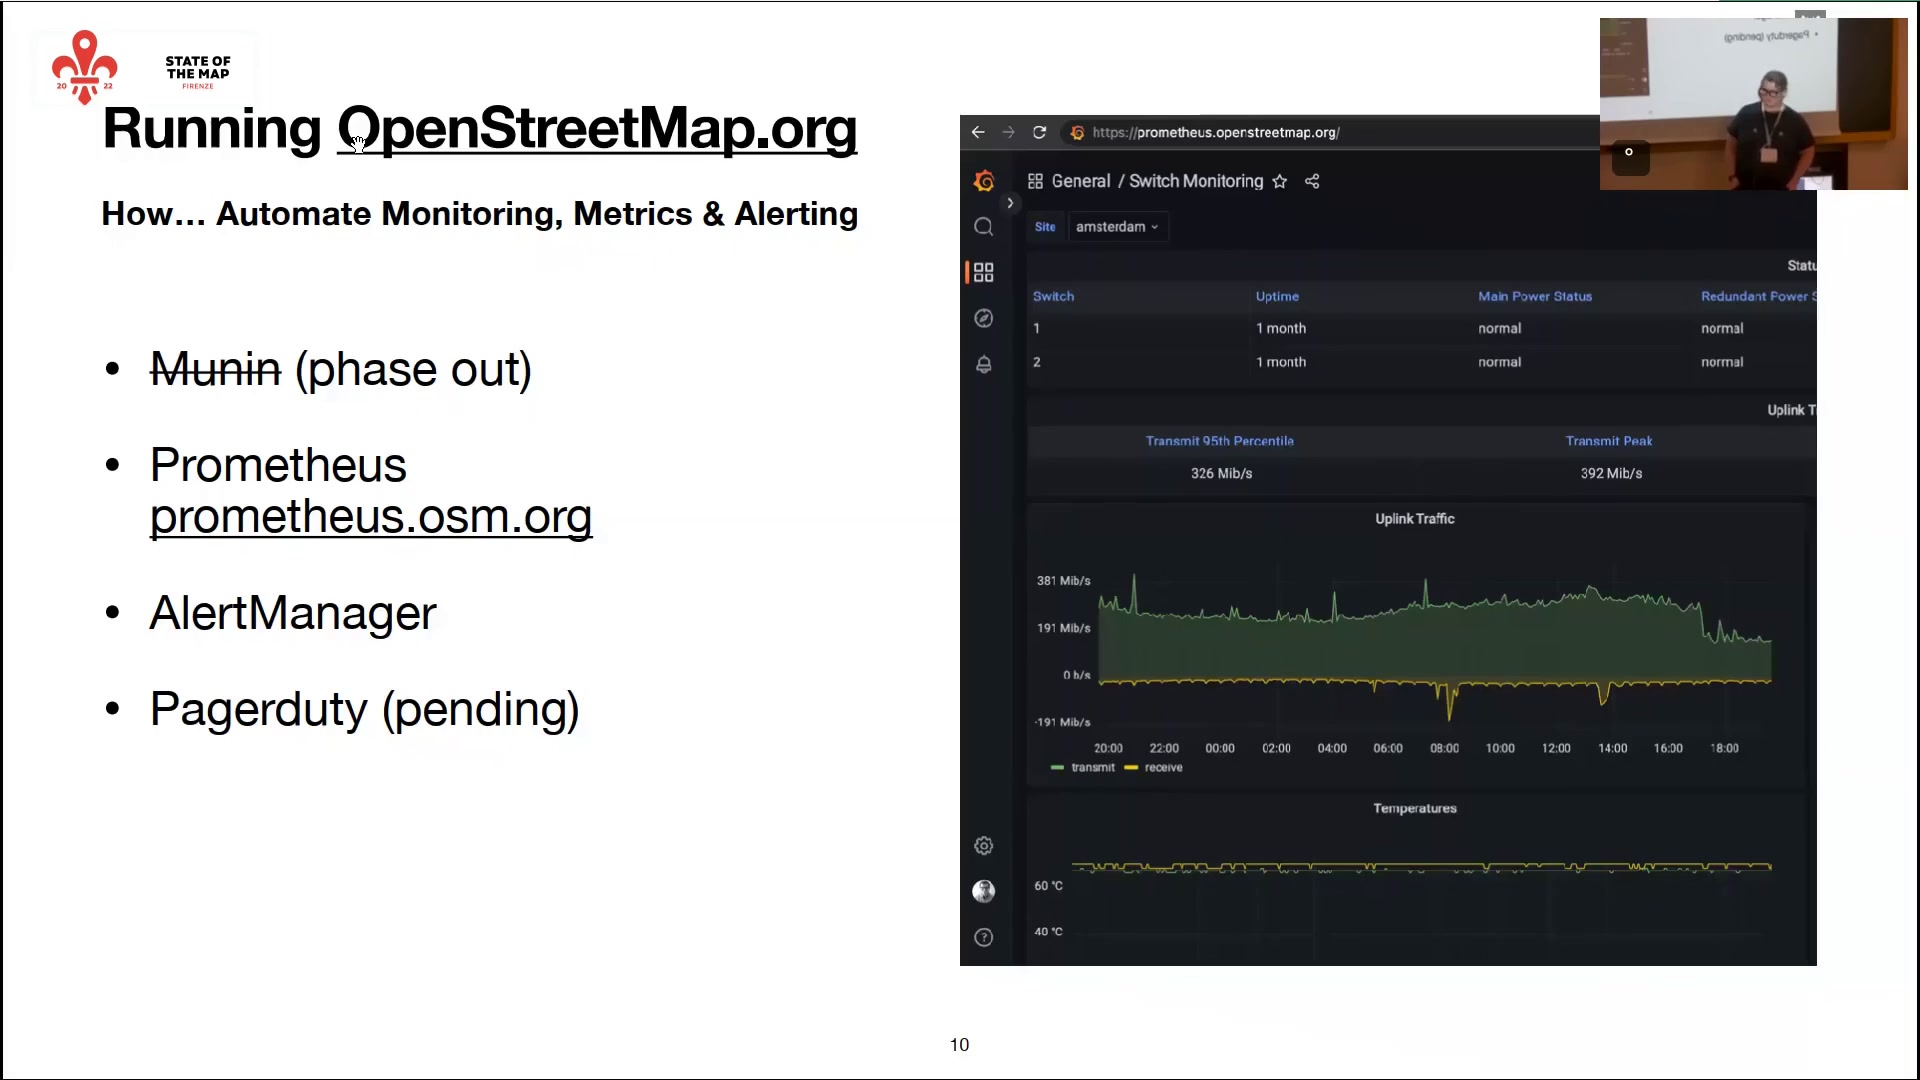 20 22
STATE OF
THE MAP
FIRENZE
Running OpenStreetMap.org
How... Automate Monitoring, Metrics & Alerting
• Munin (phase out)
• Prometheus
prometheus.osm.org
• AlertManager
• Pagerduty (pending)
https://prometheus.openstreetmap.org/
General / Switch Monitoring
Site amsterdam
Statu
Switch Uptime Main Power Status Redundant Power S
1 1 month normal normal
2 1 month normal normal
Uplink T
Transmit 95th Percentile Transmit Peak
326 Mib/s 392 Mib/s
Uplink Traffic
381 Mib/s
191 Mib/s
0 b/s
-191 Mib/s
20:00 22:00 00:00 02:00 04:00 06:00 08:00 10:00 12:00 14:00 16:00 18:00
transmit receive
Temperatures
60 °C
40 °C
Pagerduty (pending)
10